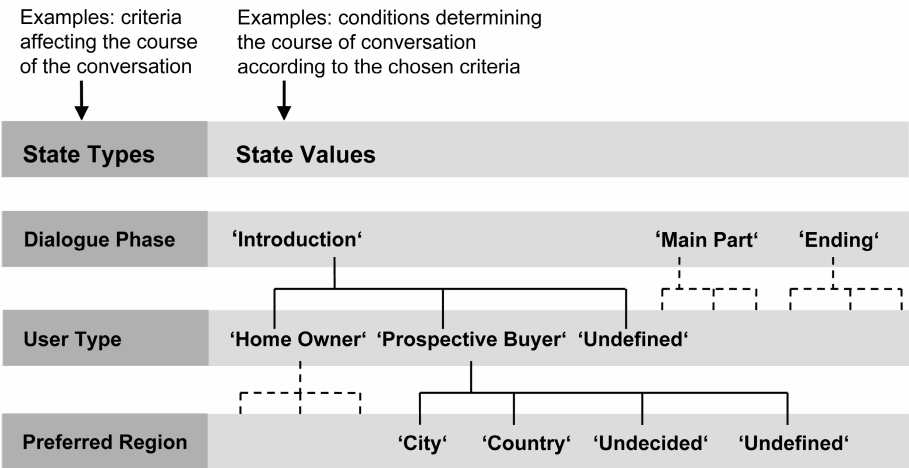 Examples: criteria
affecting the course
of the conversation
Examples: conditions determining
the course of conversation
according to the chosen criteria
State Types State Values
Dialogue Phase ‘Introduction‘ ‘Main Part‘ ‘Ending‘
User Type ‘Home Owner‘ ‘Prospective Buyer‘ ‘Undefined‘
Preferred Region ‘City‘ ‘Country‘ ‘Undecided‘ ‘Undefined‘